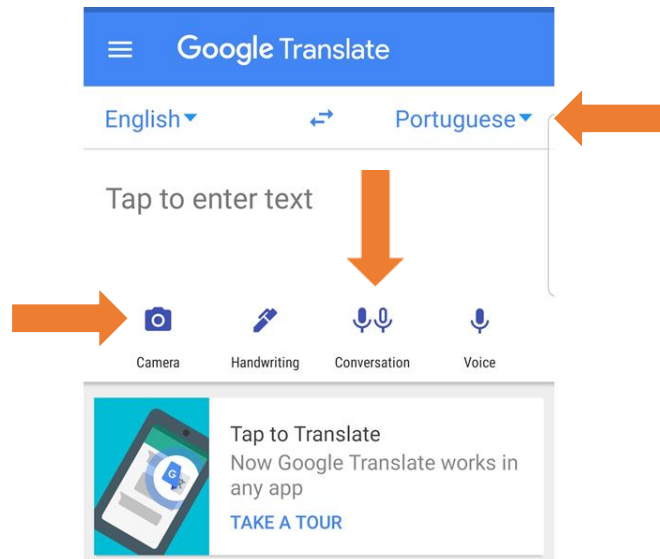 Google Translate
English Portuguese
Tap to enter text
Camera Handwriting Conversation Voice
Tap to Translate
Now Google Translate works in
any app
TAKE A TOUR